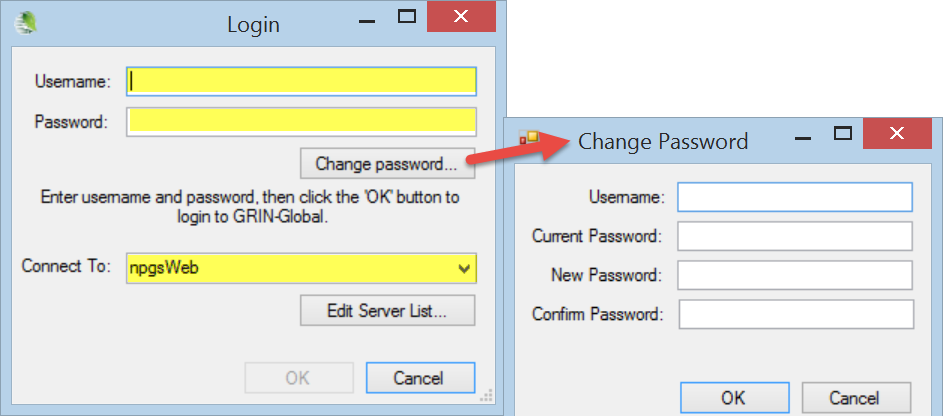 Login
Username:
Password:
Change password...
Enter username and password, then click the 'OK' button to
login to GRIN-Global.
Connect To:
npgsWeb
Edit Server List...
OK
Cancel
Change Password
Username:
Current Password:
New Password:
Confirm Password:
OK
Cancel